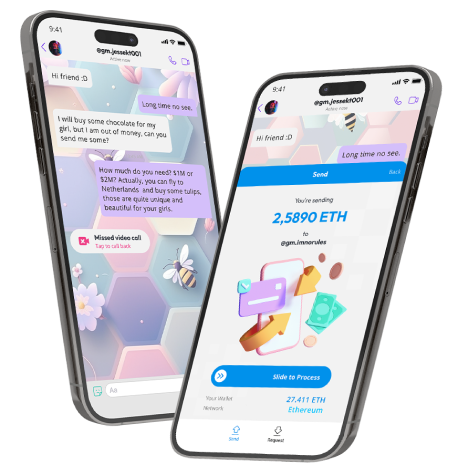 9:41
@gm.jessekt001
Active now
Hi friend :D
Long time no see.
I will buy some chocolate for my
girl, but I am out of money, can you
send me some?
How much do you need? $1M or
$2M? Actually, you can fly to
Netherlands and buy some tulips,
those are quite unique and
beautiful for your girls.
Missed video call
Tap to call back
Aa
9:41
@gm.jessekt001
Active now
Hi friend :D
Long time no see.
Send
Back
You're sending
2,5890 ETH
to
@gm.imnorules
Slide to Process
Your Wallet
27.411 ETH
Network
Ethereum
Send
Request